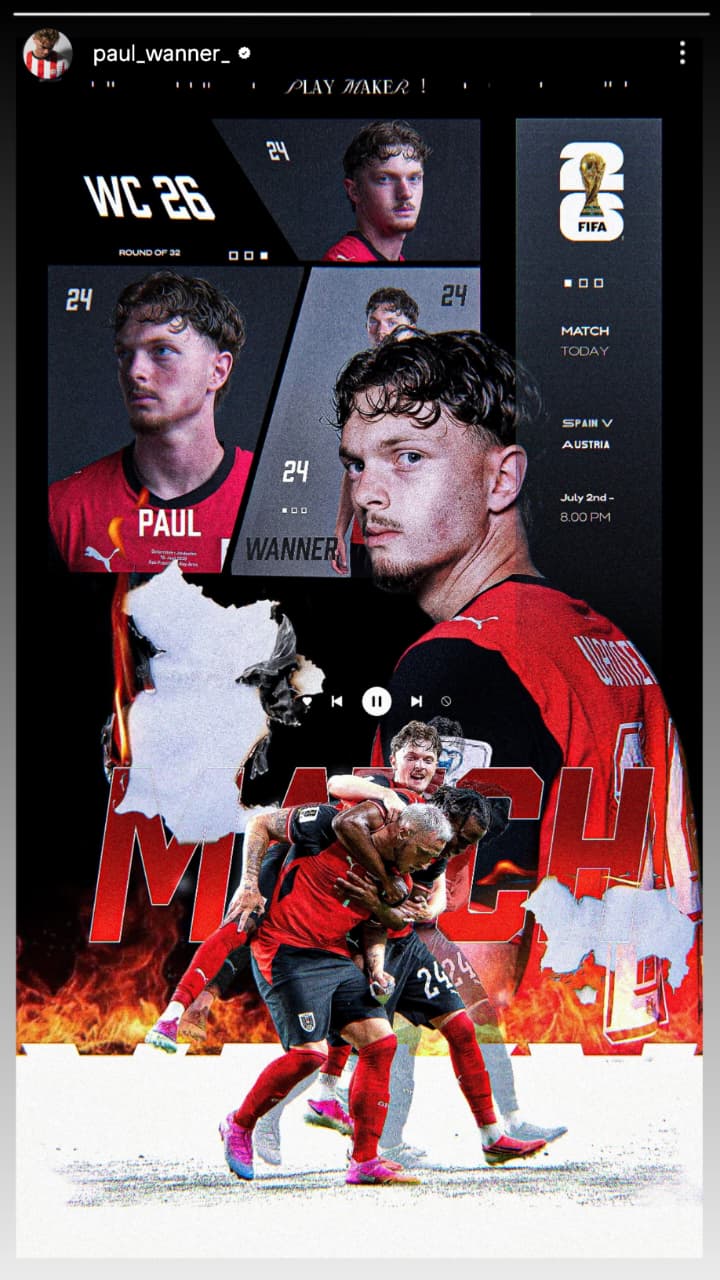 paul_wanner_
PLAY MAKER !
24
WC 26
ROUND OF 32
26
FIFA
24
24
MATCH
TODAY
SPAIN V
AUSTRIA
24
July 2nd -
8.00 PM
PAUL
WANNER
MATCH
24
24